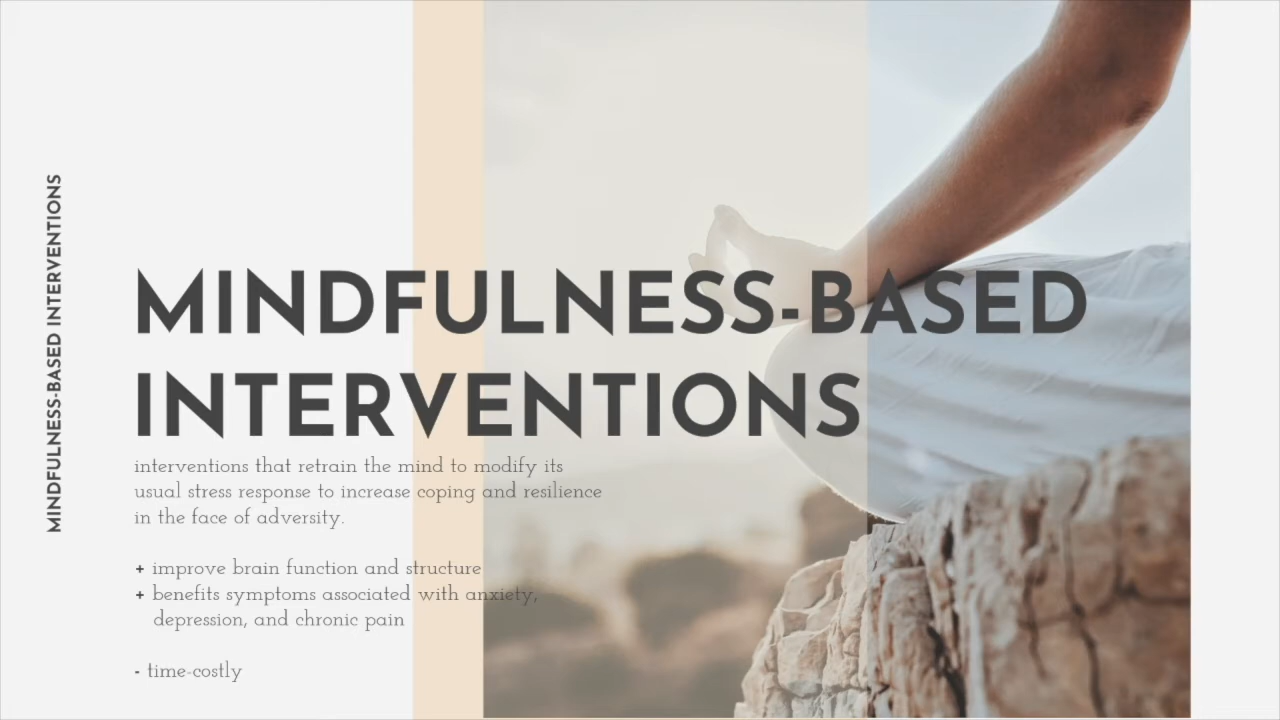 MINDFULNESS-BASED INTERVENTIONS
MINDFULNESS-BASED
INTERVENTIONS
interventions that retrain the mind to modify its
usual stress response to increase coping and resilience
in the face of adversity.
+ improve brain function and structure
+ benefits symptoms associated with anxiety,
depression, and chronic pain
- time-costly